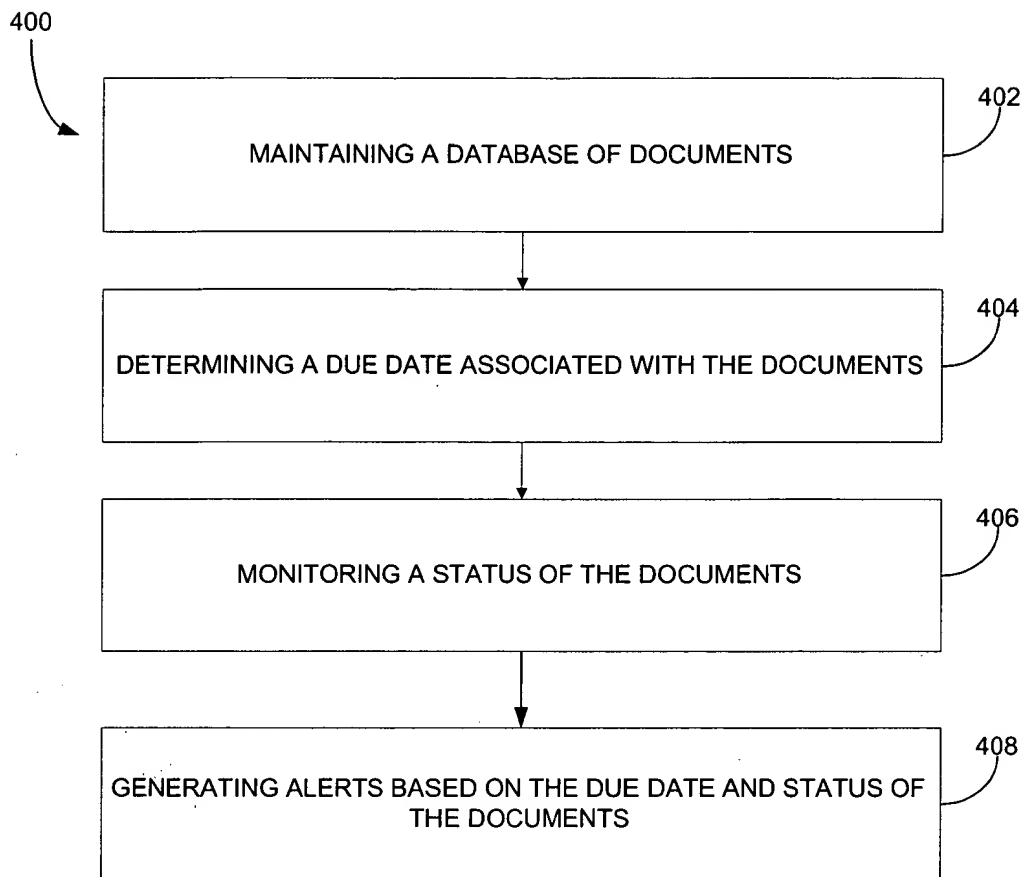 400
402
MAINTAINING A DATABASE OF DOCUMENTS
404
DETERMINING A DUE DATE ASSOCIATED WITH THE DOCUMENTS
406
MONITORING A STATUS OF THE DOCUMENTS
408
GENERATING ALERTS BASED ON THE DUE DATE AND STATUS OF
THE DOCUMENTS